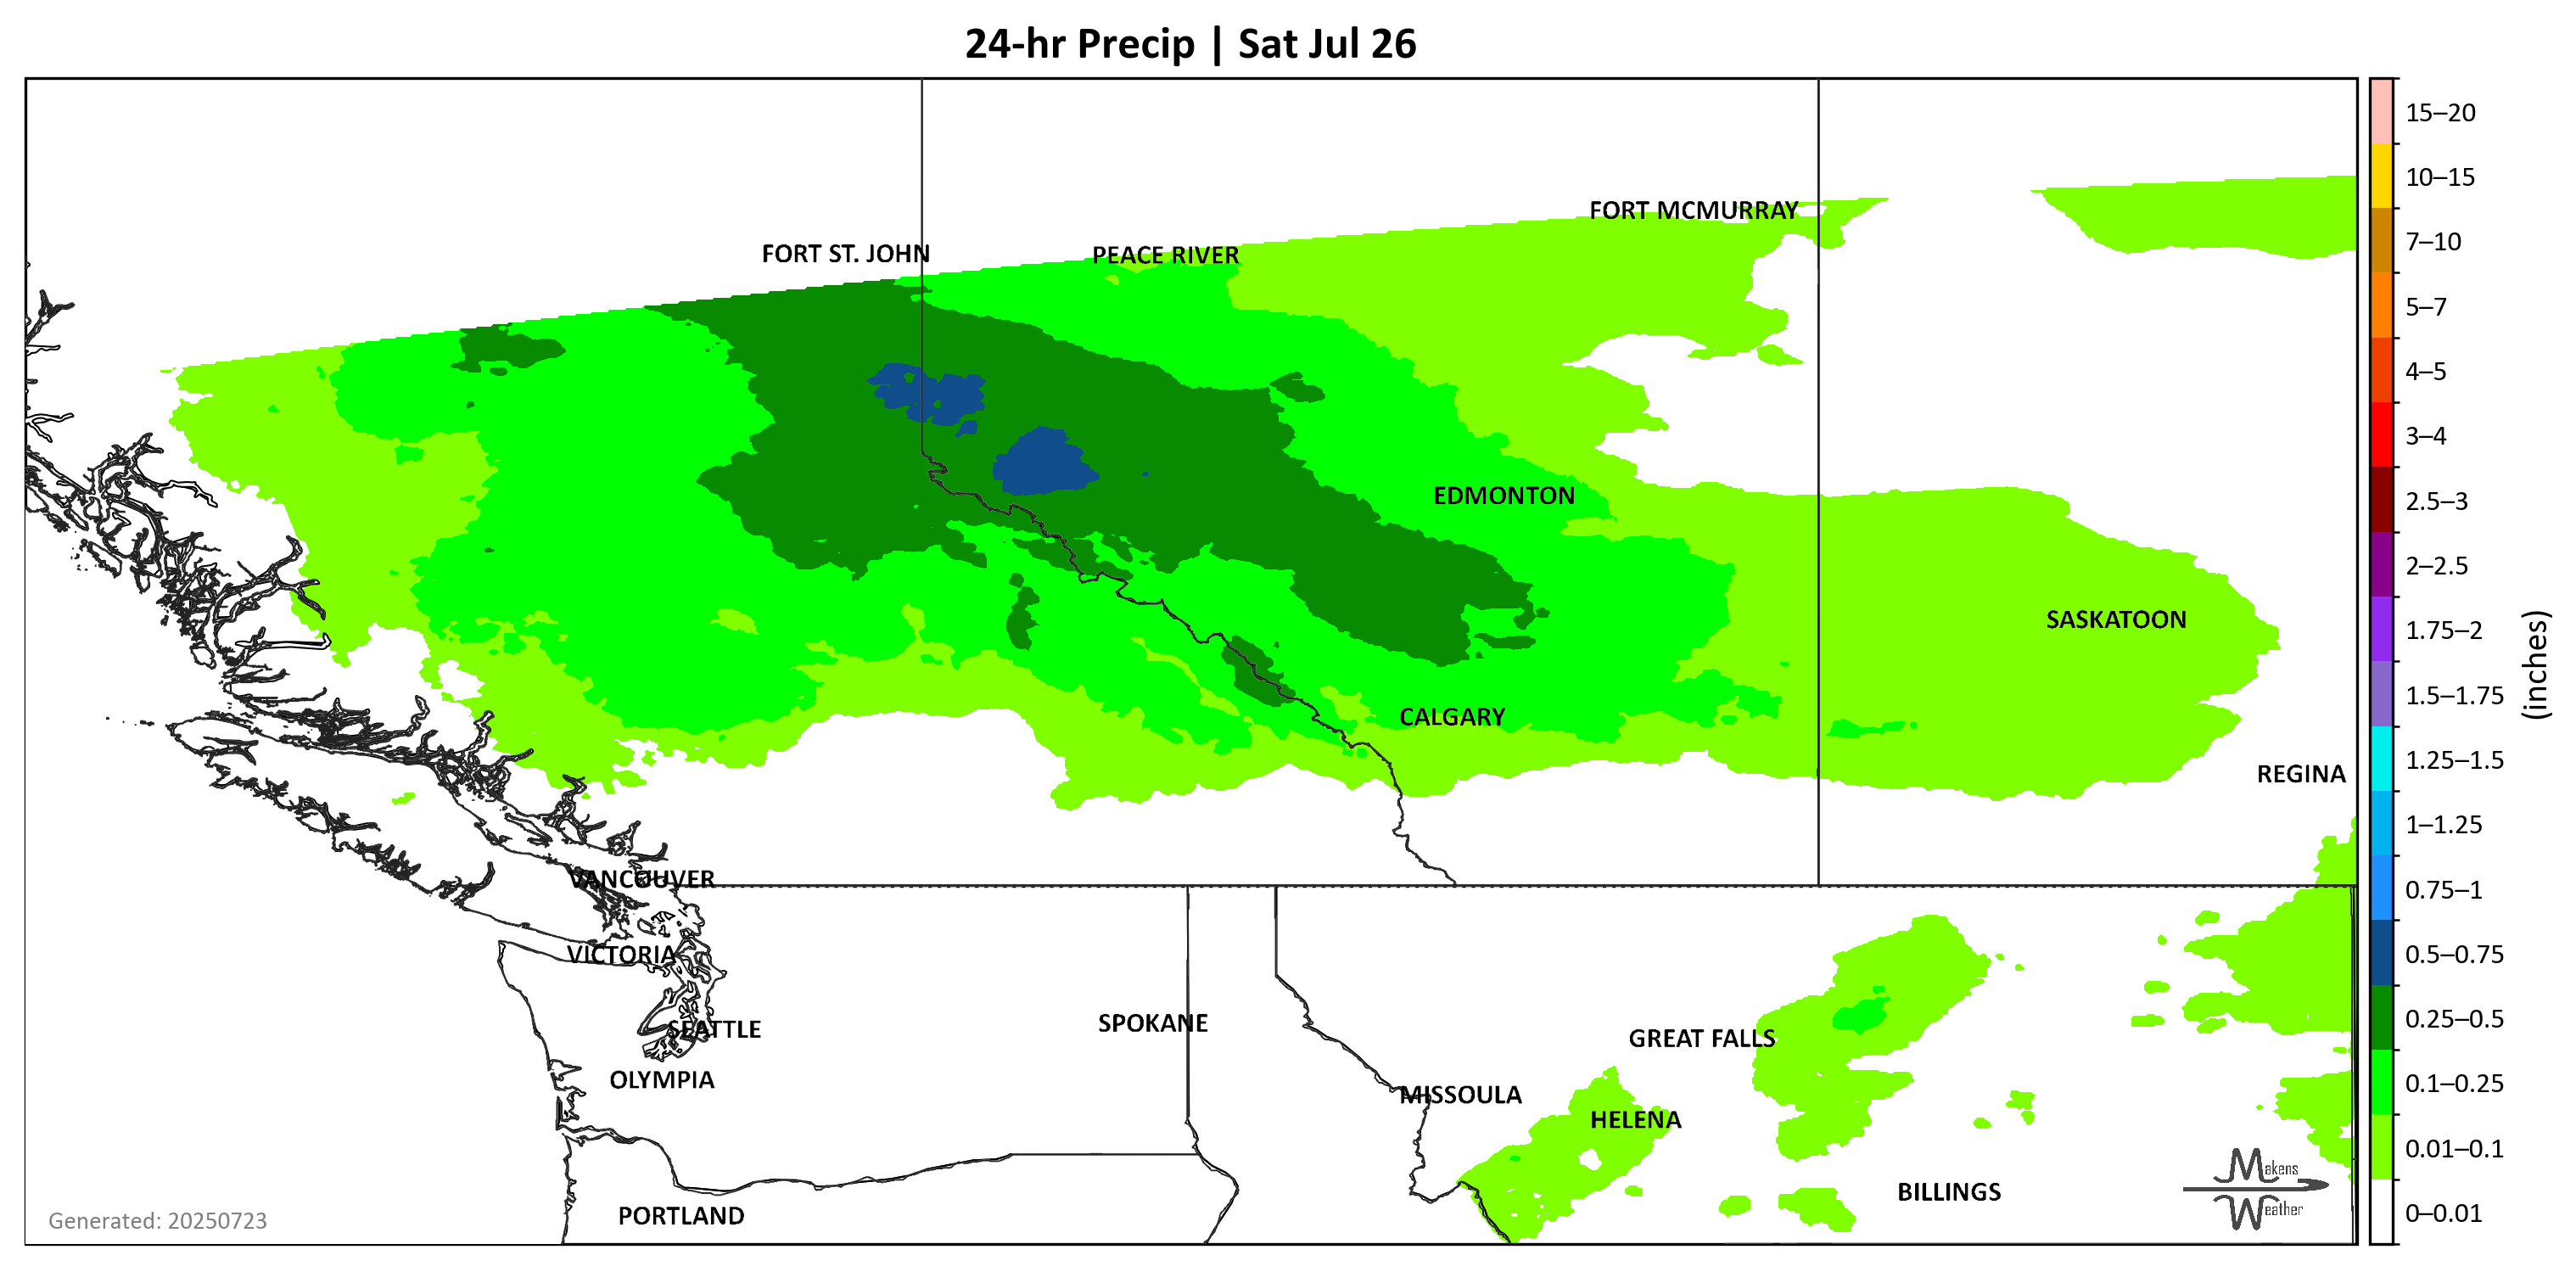 24-hr Precip | Sat Jul 26
15–20
10–15
FORT MCMURRAY
7–10
FORT ST. JOHN
PEACE RIVER
5–7
4–5
3–4
EDMONTON
2.5–3
2–2.5
SASKATOON
1.75–2
(inches)
1.5–1.75
CALGARY
1.25–1.5
REGINA
1–1.25
VANCOUVER
0.75–1
VICTORIA
0.5–0.75
SEATTLE
SPOKANE
GREAT FALLS
0.25–0.5
OLYMPIA
MISSOULA
0.1–0.25
HELENA
0.01–0.1
Makens
Weather
BILLINGS
PORTLAND
0–0.01
Generated: 20250723